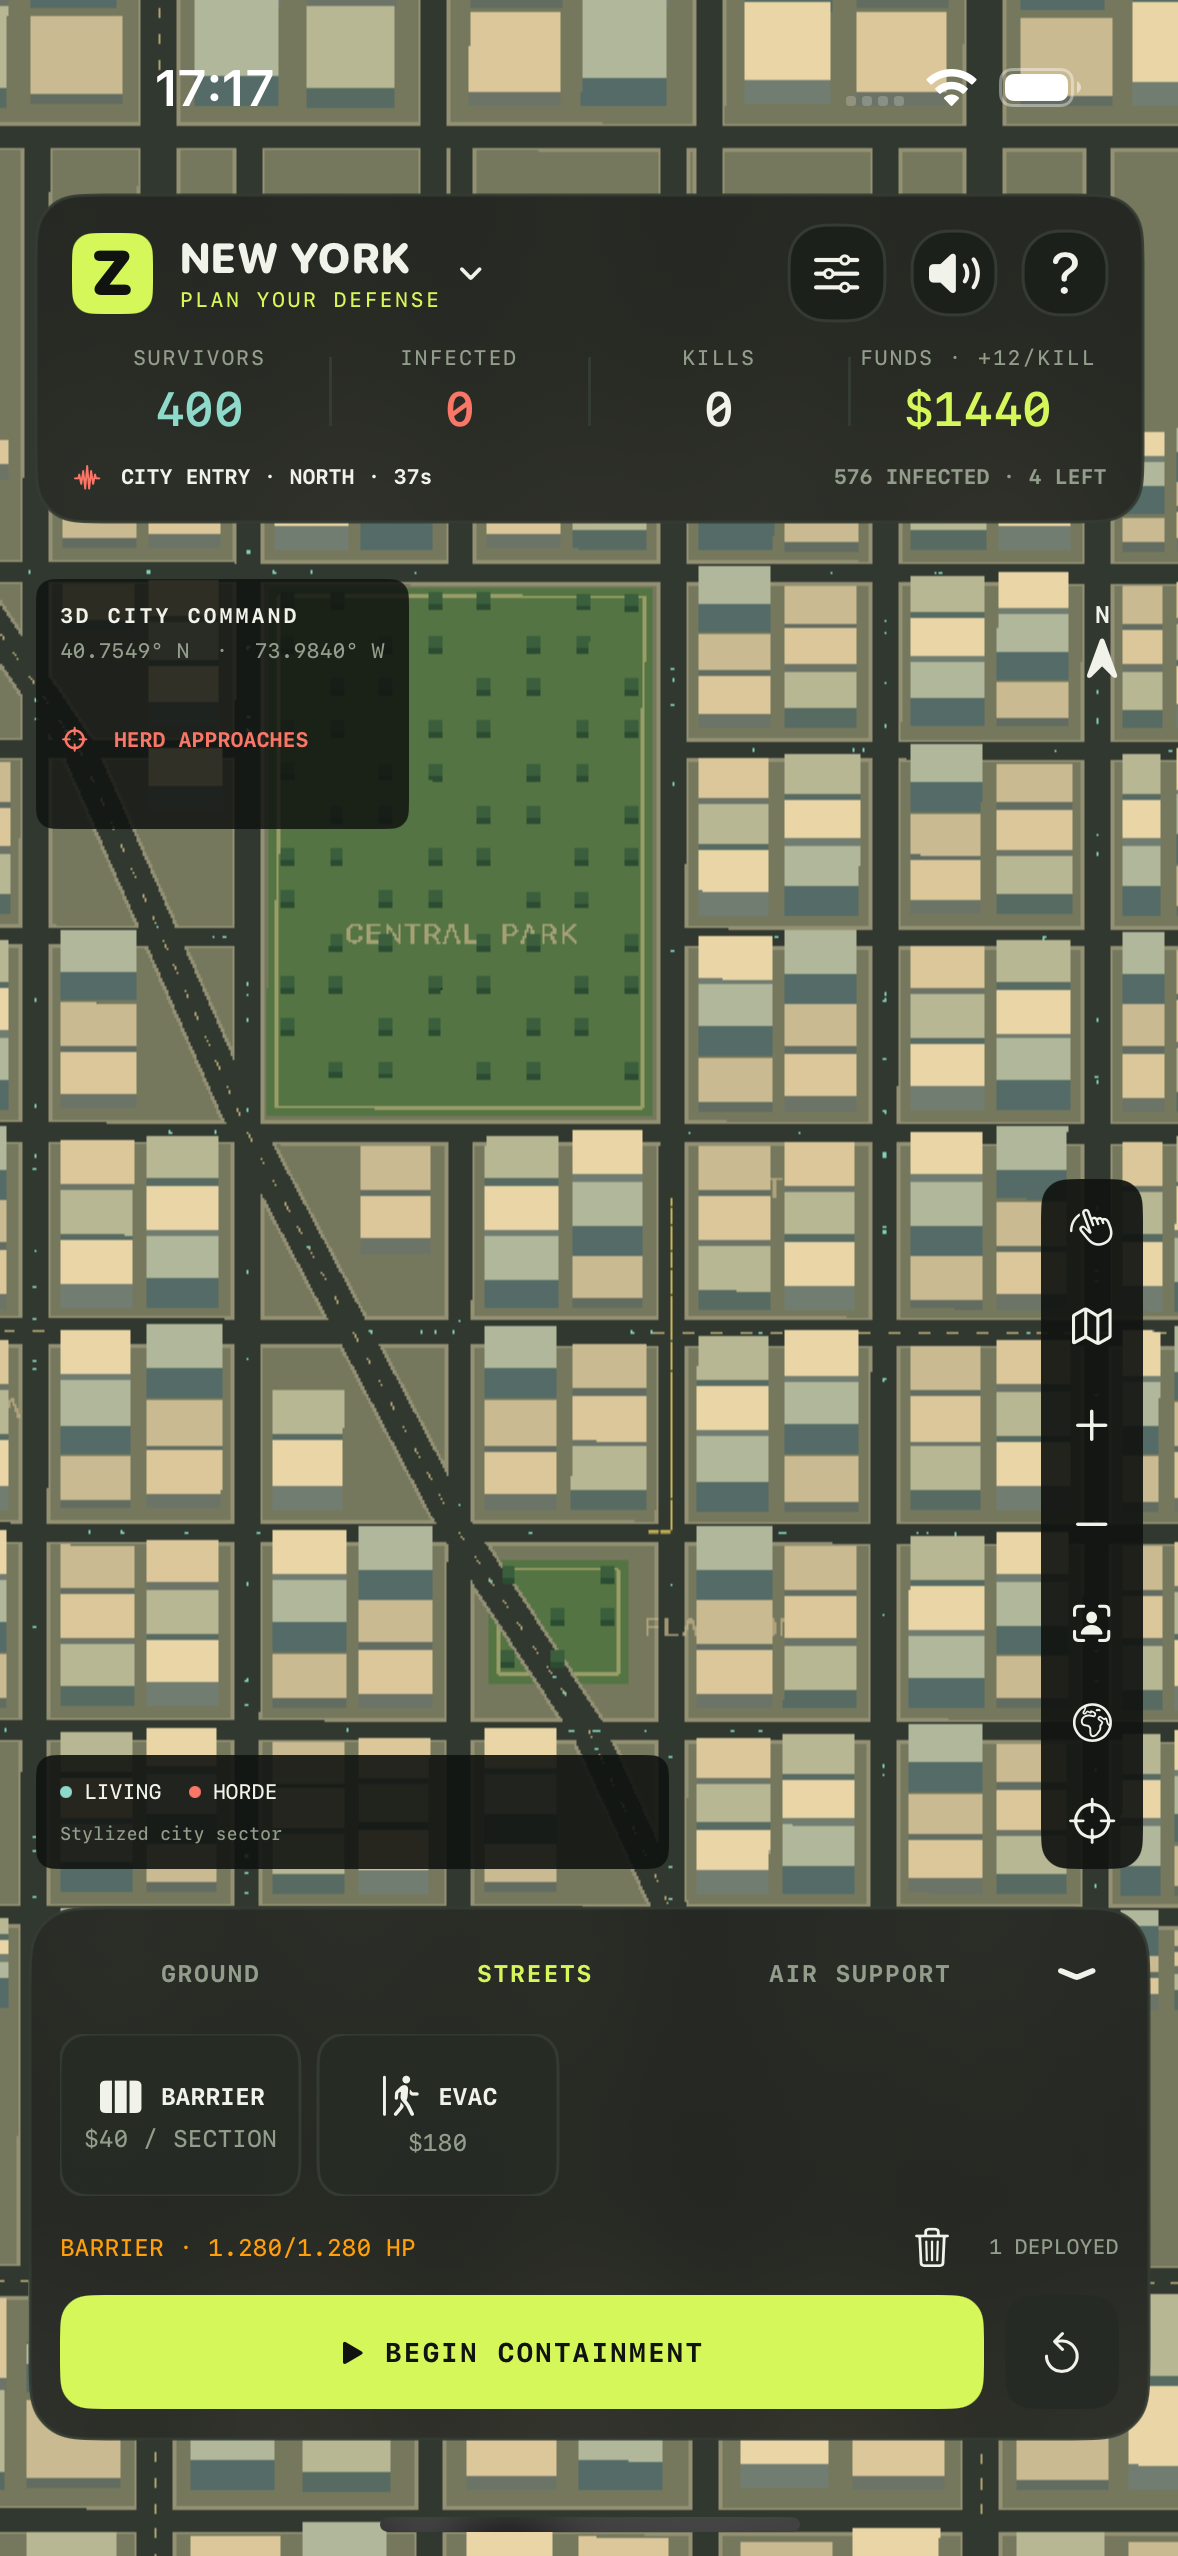 17:17
Z
NEW YORK
PLAN YOUR DEFENSE
?
SURVIVORS
INFECTED
KILLS
FUNDS · +12/KILL
400
0
0
$1440
CITY ENTRY · NORTH · 37s
576 INFECTED · 4 LEFT
3D CITY COMMAND
40.7549° N · 73.9840° W
N
HERD APPROACHES
CENTRAL PARK
LIVING
HORDE
Stylized city sector
GROUND
STREETS
AIR SUPPORT
BARRIER
$40 / SECTION
EVAC
$180
BARRIER · 1.280/1.280 HP
1 DEPLOYED
BEGIN CONTAINMENT